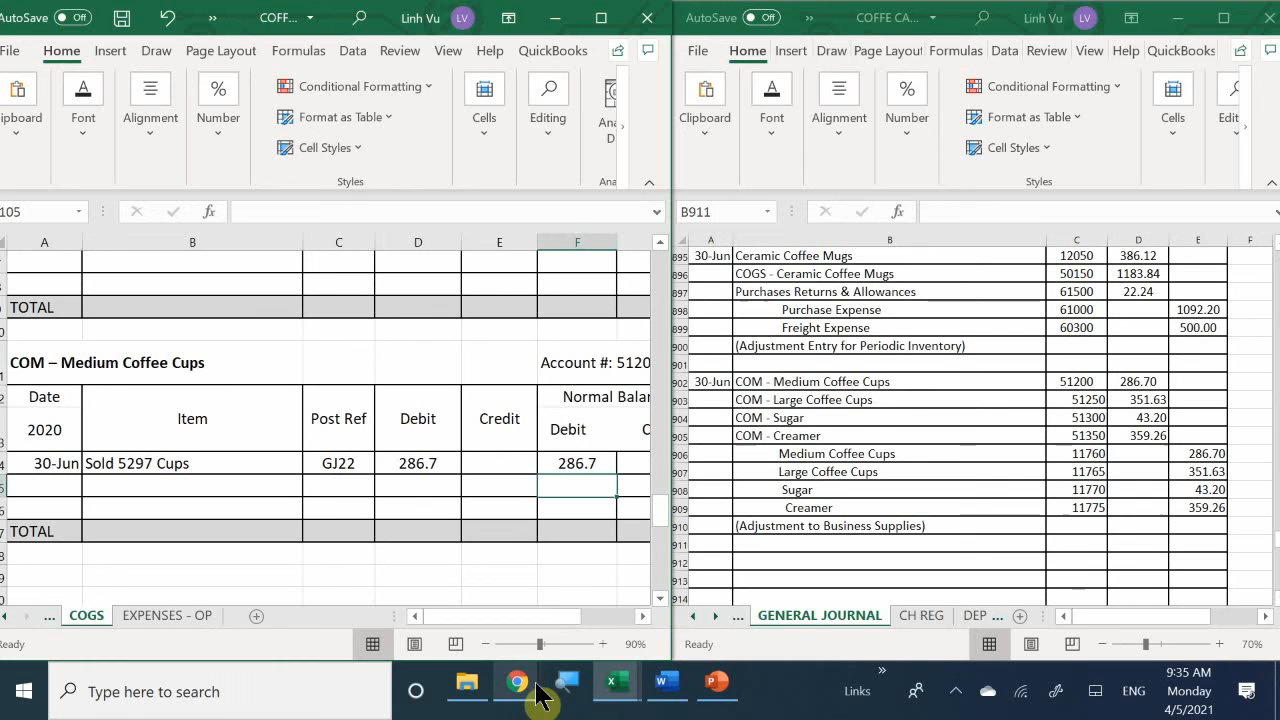 AutoSave Off » COFF... Linh Vu LV
File Home Insert Draw Page Layout Formulas Data Review View Help QuickBooks
Clipboard Font Alignment Number Conditional Formatting Format as Table Cell Styles Styles Cells Editing Ana
105 fx
A B C D E F
TOTAL
COM – Medium Coffee Cups Account #: 5120
Date Item Post Ref Debit Credit Normal Balan
2020 Debit C
30-Jun Sold 5297 Cups GJ22 286.7 286.7
TOTAL
... COGS EXPENSES - OP
Ready 90%
AutoSave Off » COFFE CA... Linh Vu LV
File Home Insert Draw Page Layout Formulas Data Review View Help QuickBooks
Clipboard Font Alignment Number Conditional Formatting Format as Table Cell Styles Styles Cells Edit
B911 fx
A B C D E F
895 30-Jun Ceramic Coffee Mugs 12050 386.12
896 COGS - Ceramic Coffee Mugs 50150 1183.84
897 Purchases Returns & Allowances 61500 22.24
898 Purchase Expense 61000 1092.20
899 Freight Expense 60300 500.00
900 (Adjustment Entry for Periodic Inventory)
901
902 30-Jun COM - Medium Coffee Cups 51200 286.70
903 COM - Large Coffee Cups 51250 351.63
904 COM - Sugar 51300 43.20
905 COM - Creamer 51350 359.26
906 Medium Coffee Cups 11760 286.70
907 Large Coffee Cups 11765 351.63
908 Sugar 11770 43.20
909 Creamer 11775 359.26
910 (Adjustment to Business Supplies)
911
912
913
914
... GENERAL JOURNAL CH REG DEP ...
Ready 70%
Type here to search Links » ENG 9:35 AM
Monday
4/5/2021